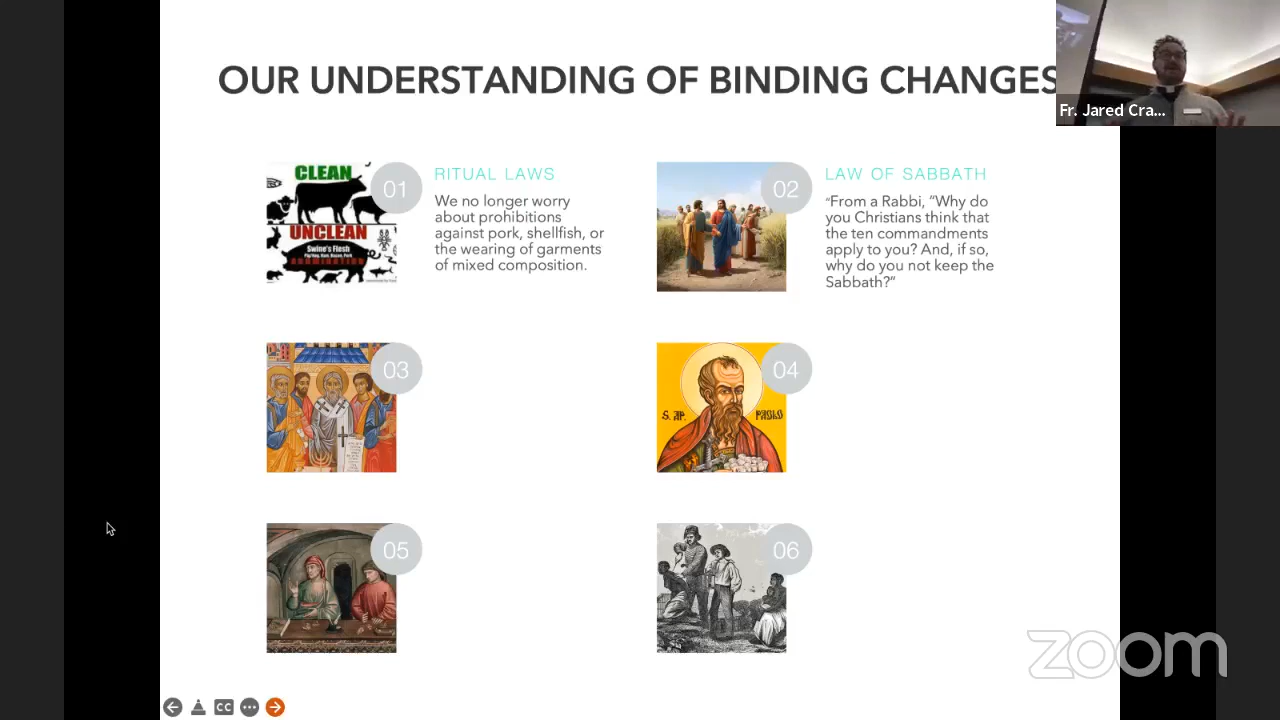 OUR UNDERSTANDING OF BINDING CHANGES
Fr. Jared Cra...
CLEAN
UNCLEAN
Swine's Flesh
01
RITUAL LAWS
We no longer worry
about prohibitions
against pork, shellfish, or
the wearing of garments
of mixed composition.
02
LAW OF SABBATH
“From a Rabbi, “Why do
you Christians think that
the ten commandments
apply to you? And, if so,
why do you not keep the
Sabbath?”
03
04
S. AP. PAOLO
05
06
CC
zoom